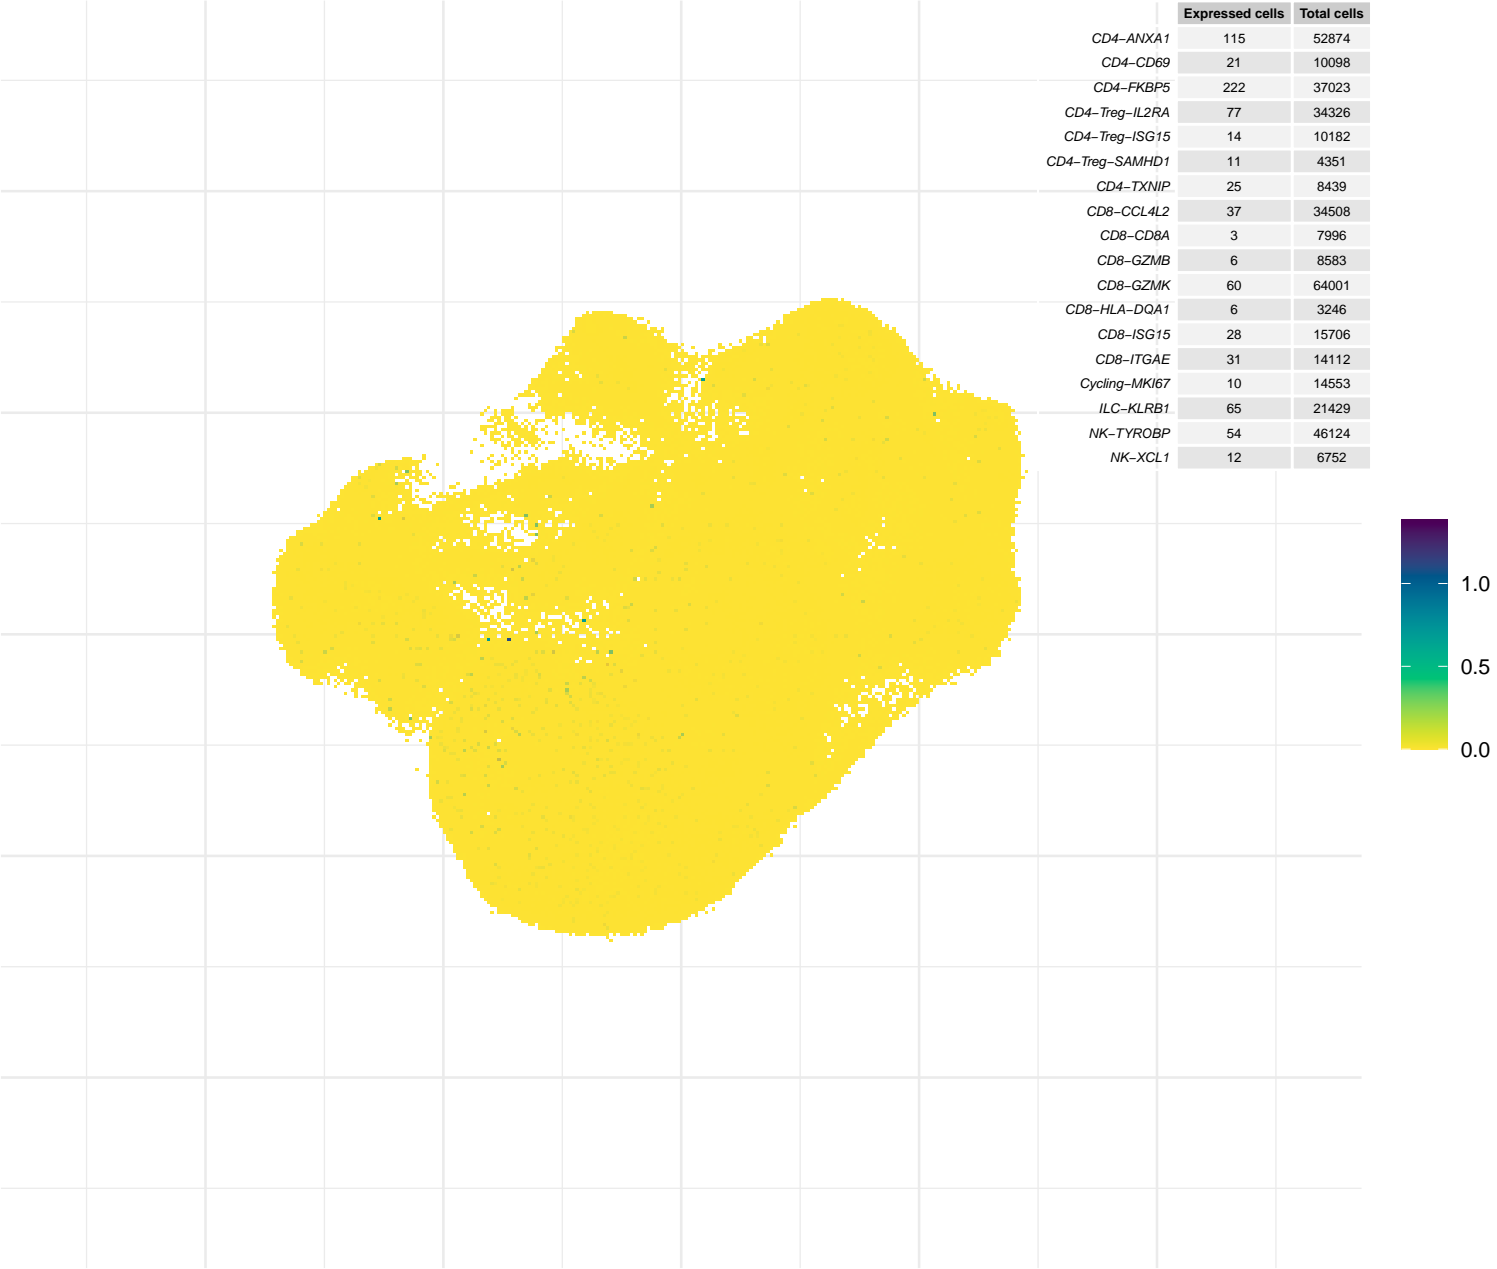 Expressed cells Total cells
CD4−ANXA1 115 52874
CD4−CD69 21 10098
CD4−FKBP5 222 37023
CD4−Treg−IL2RA 77 34326
CD4−Treg−ISG15 14 10182
CD4−Treg−SAMHD1 11 4351
CD4−TXNIP 25 8439
CD8−CCL4L2 37 34508
CD8−CD8A 3 7996
CD8−GZMB 6 8583
CD8−GZMK 60 64001
CD8−HLA−DQA1 6 3246
CD8−ISG15 28 15706
CD8−ITGAE 31 14112
Cycling−MKI67 10 14553
ILC−KLRB1 65 21429
NK−TYROBP 54 46124
NK−XCL1 12 6752
1.0
0.5
0.0